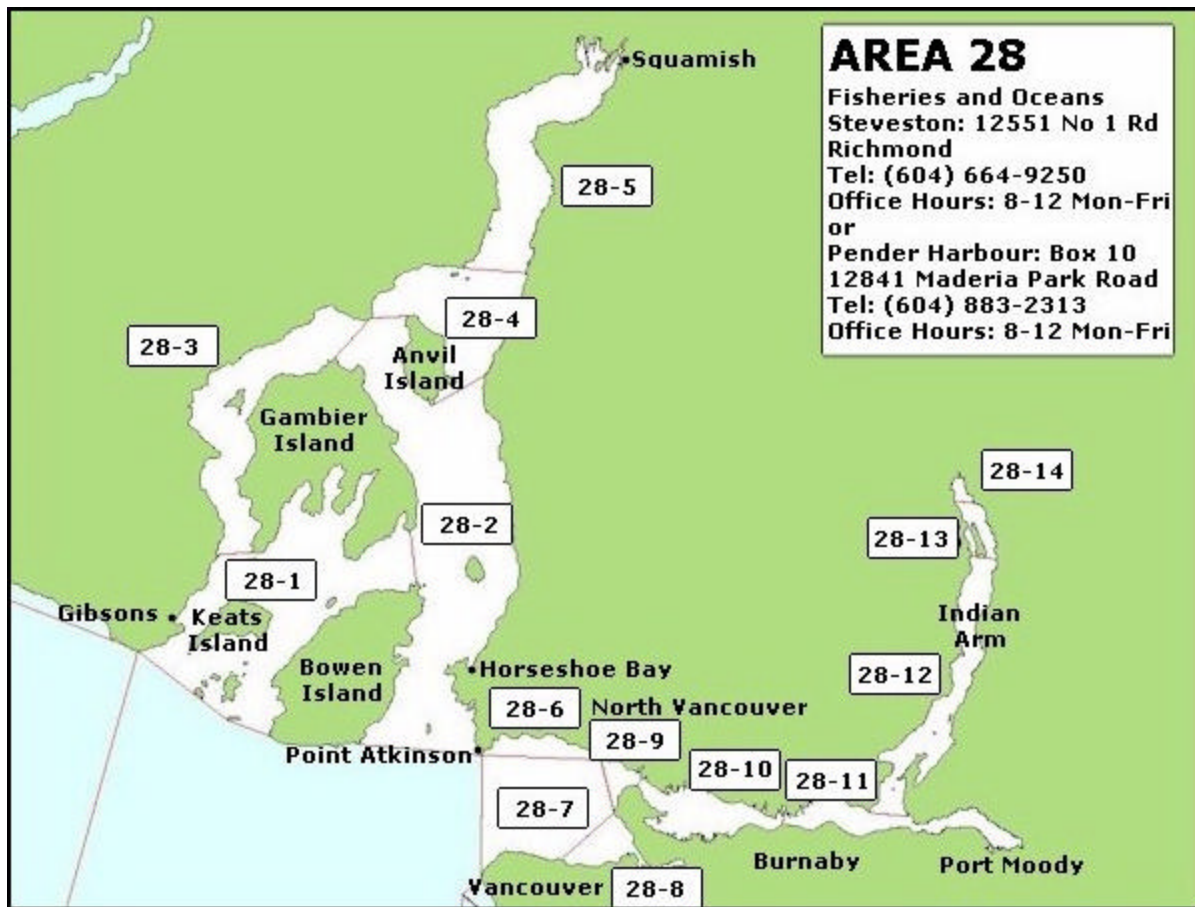 AREA 28
Fisheries and Oceans
Steveston: 12551 No 1 Rd
Richmond
Tel: (604) 664-9250
Office Hours: 8-12 Mon-Fri
or
Pender Harbour: Box 10
12841 Maderia Park Road
Tel: (604) 883-2313
Office Hours: 8-12 Mon-Fri
Squamish
28-5
28-4
28-3
Anvil
Island
Gambier
Island
28-14
28-2
28-13
28-1
Gibsons
Keats
Island
Indian
Arm
Bowen
Island
Horseshoe Bay
28-12
28-6
North Vancouver
28-9
Point Atkinson
28-10
28-11
28-7
Burnaby
Port Moody
Vancouver
28-8